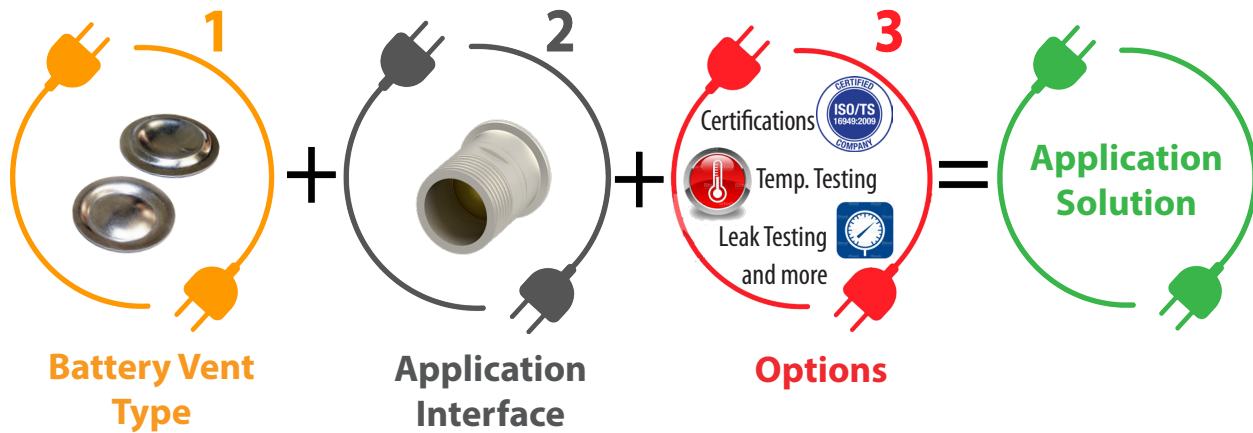 1
Battery Vent
Type
+
2
Application
Interface
+
3
Certifications
CERTIFIED
ISO/TS
16949:2009
COMPANY
Temp. Testing
Leak Testing
and more
Options
=
Application
Solution